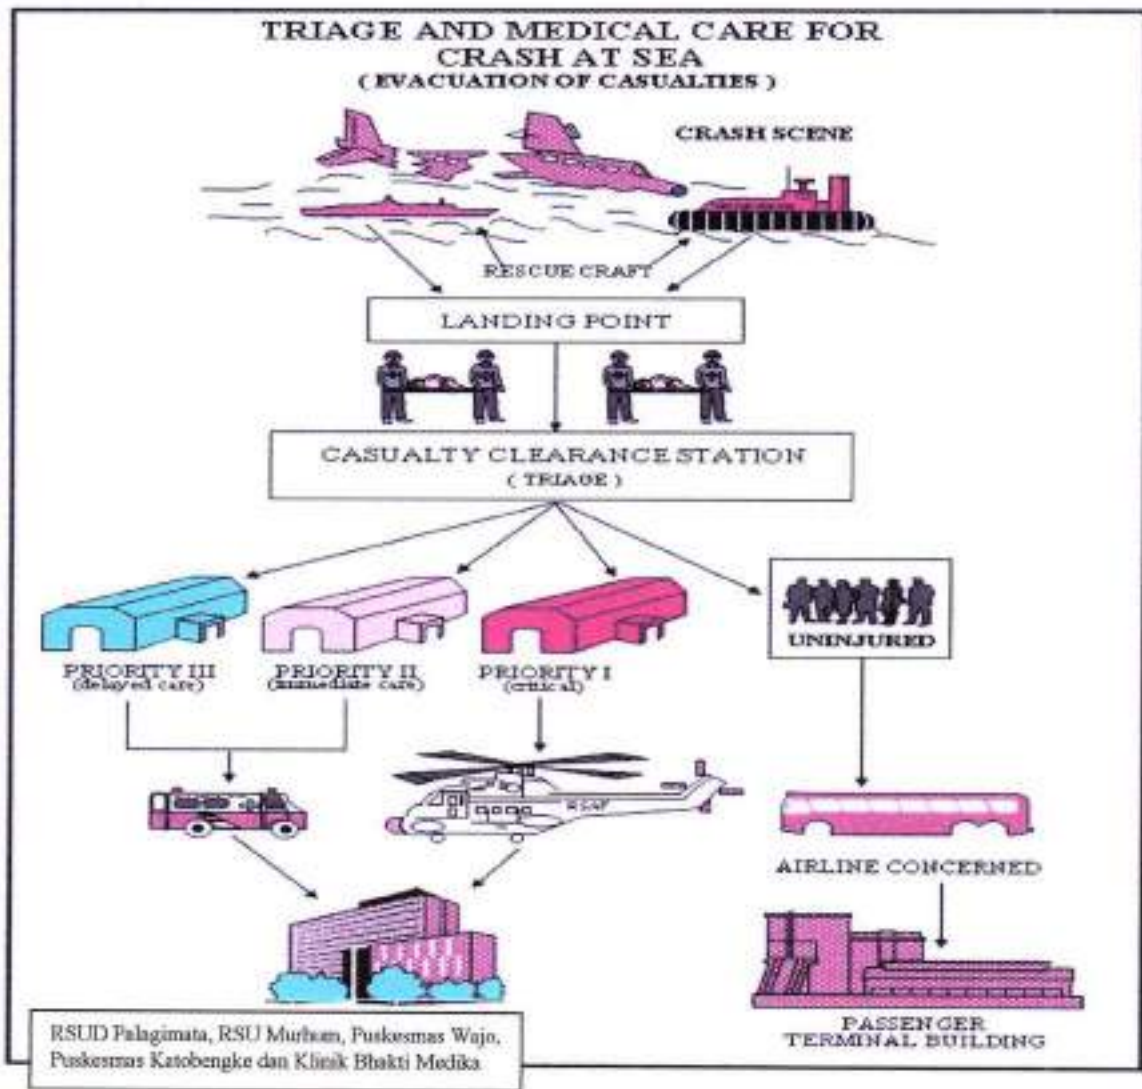 TRIAGE AND MEDICAL CARE FOR
CRASH AT SEA
( EVACUATION OF CASUALTIES )
CRASH SCENE
RESCUE CRAFT
LANDING POINT
CASUALTY CLEARANCE STATION
( TRIAGE )
UNINJURED
PRIORITY III
(delayed care)
PRIORITY II
(immediate care)
PRIORITY I
(critical)
RSAF
AIRLINE CONCERNED
PASSENGER
TERMINAL BUILDING
RSUD Palagimata, RSU Murhum, Puskesmas Wajo,
Puskesmas Katobengke dan Klinik Bhakti Medika